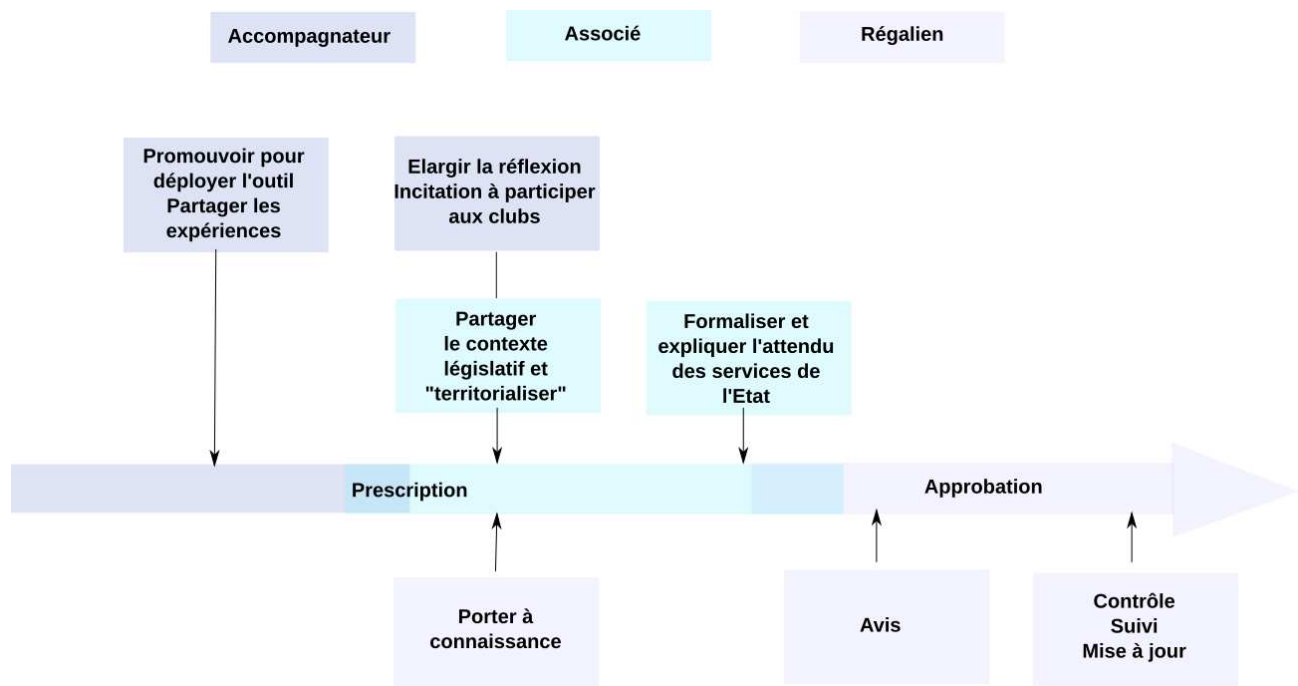 Accompagnateur
Associé
Régalien
Promouvoir pour
déployer l'outil
Partager les
expériences
Elargir la réflexion
Incitation à participer
aux clubs
Partager
le contexte
législatif et
"territorialiser"
Formaliser et
expliquer l'attendu
des services de
l'Etat
Prescription
Approbation
Porter à
connaissance
Avis
Contrôle
Suivi
Mise à jour